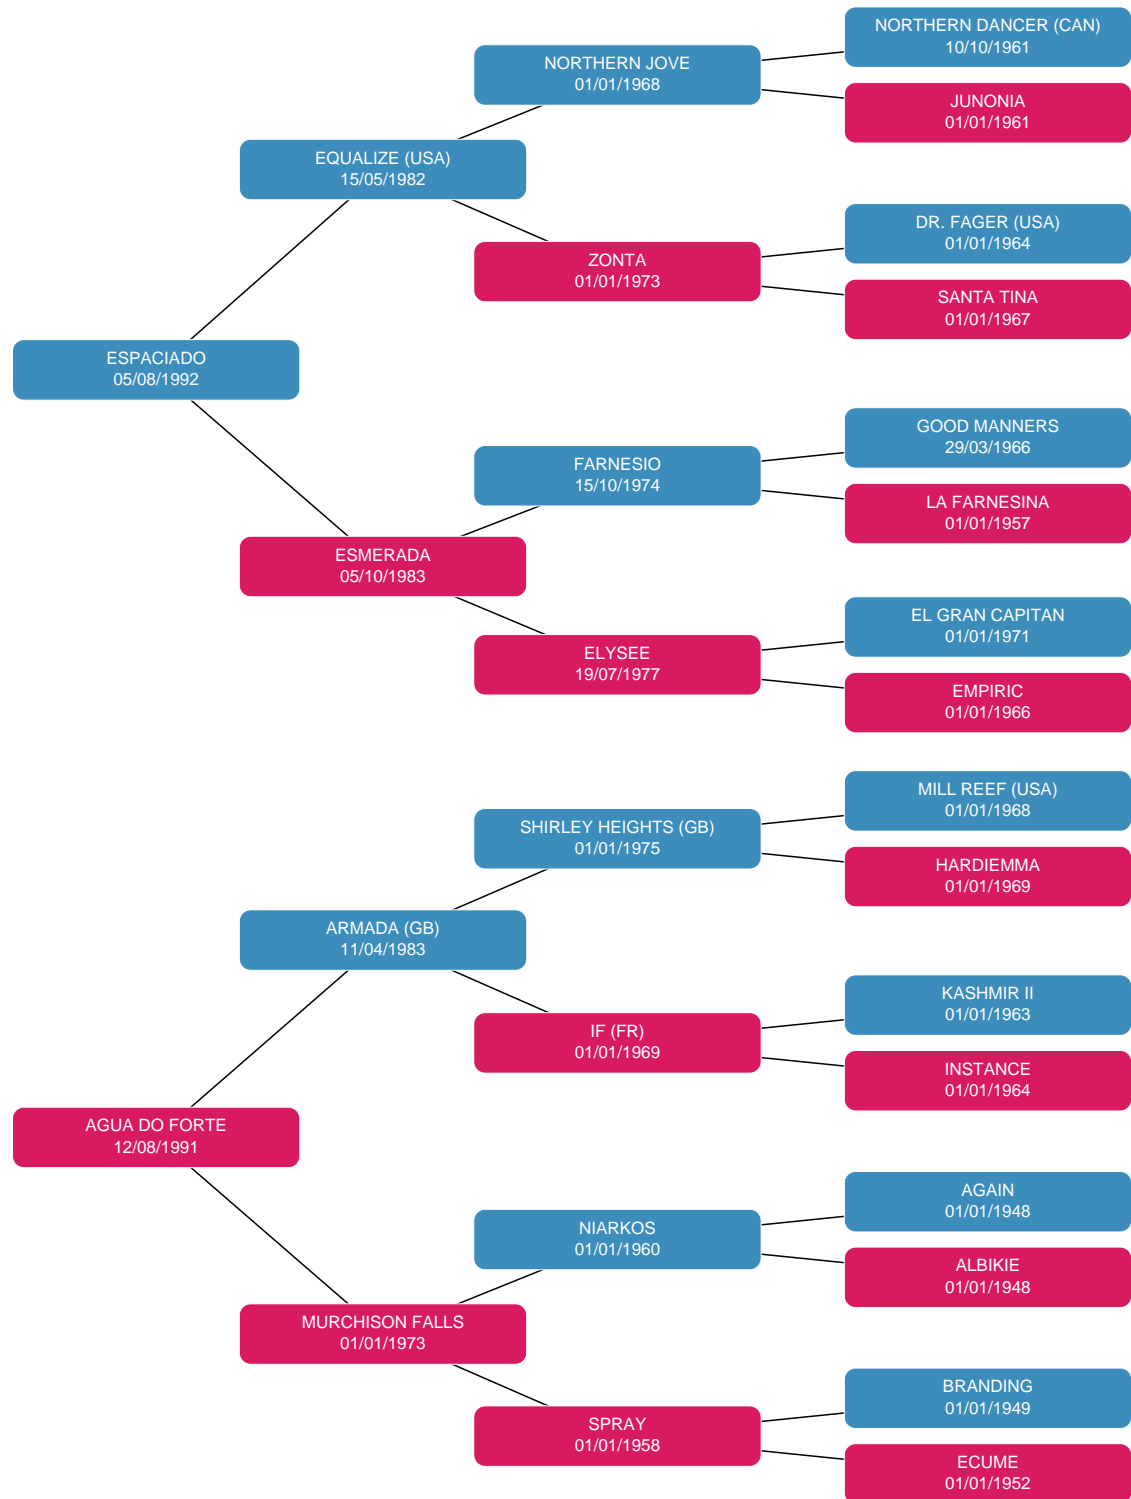 NORTHERN DANCER (CAN)
10/10/1961
NORTHERN JOVE
01/01/1968
JUNONIA
01/01/1961
EQUALIZE (USA)
15/05/1982
DR. FAGER (USA)
01/01/1964
ZONTA
01/01/1973
SANTA TINA
01/01/1967
ESPACIADO
05/08/1992
GOOD MANNERS
29/03/1966
FARNESIO
15/10/1974
LA FARNESINA
01/01/1957
ESMERADA
05/10/1983
EL GRAN CAPITAN
01/01/1971
ELYSEE
19/07/1977
EMPIRIC
01/01/1966
MILL REEF (USA)
01/01/1968
SHIRLEY HEIGHTS (GB)
01/01/1975
HARDIEMMA
01/01/1969
ARMADA (GB)
11/04/1983
KASHMIR II
01/01/1963
IF (FR)
01/01/1969
INSTANCE
01/01/1964
AGUA DO FORTE
12/08/1991
AGAIN
01/01/1948
NIARKOS
01/01/1960
ALBIKIE
01/01/1948
MURCHISON FALLS
01/01/1973
BRANDING
01/01/1949
SPRAY
01/01/1958
ECUME
01/01/1952